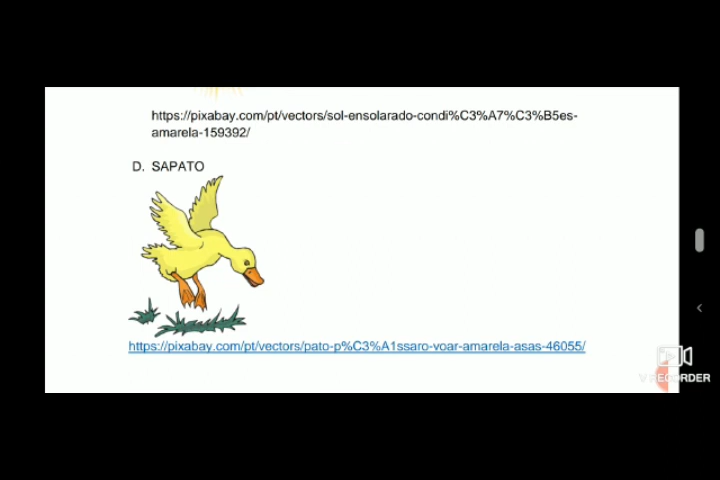 https://pixabay.com/pt/vectors/sol-ensolarado-condi%C3%A7%C3%B5es-
amarela-159392/
D. SAPATO
https://pixabay.com/pt/vectors/pato-p%C3%A1ssaro-voar-amarela-asas-46055/
V RECORDER